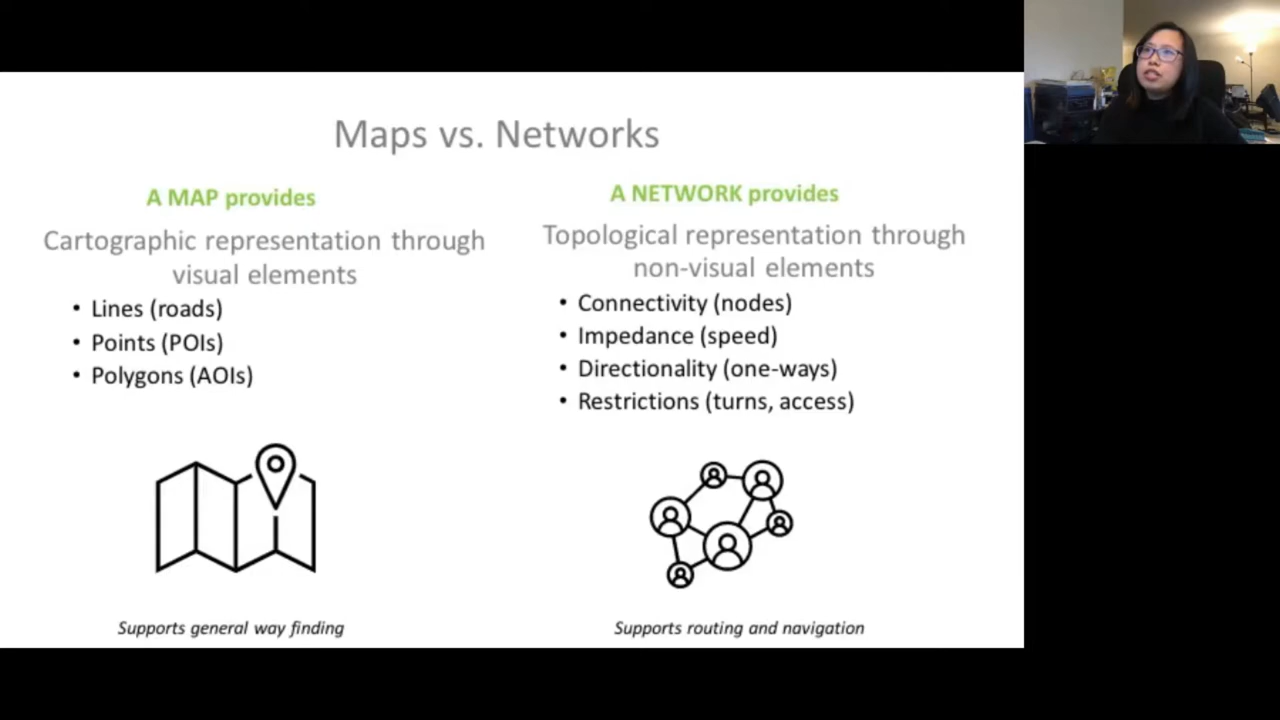 Maps vs. Networks
A MAP provides
Cartographic representation through
visual elements
• Lines (roads)
• Points (POIs)
• Polygons (AOIs)
Supports general way finding
A NETWORK provides
Topological representation through
non-visual elements
• Connectivity (nodes)
• Impedance (speed)
• Directionality (one-ways)
• Restrictions (turns, access)
Supports routing and navigation